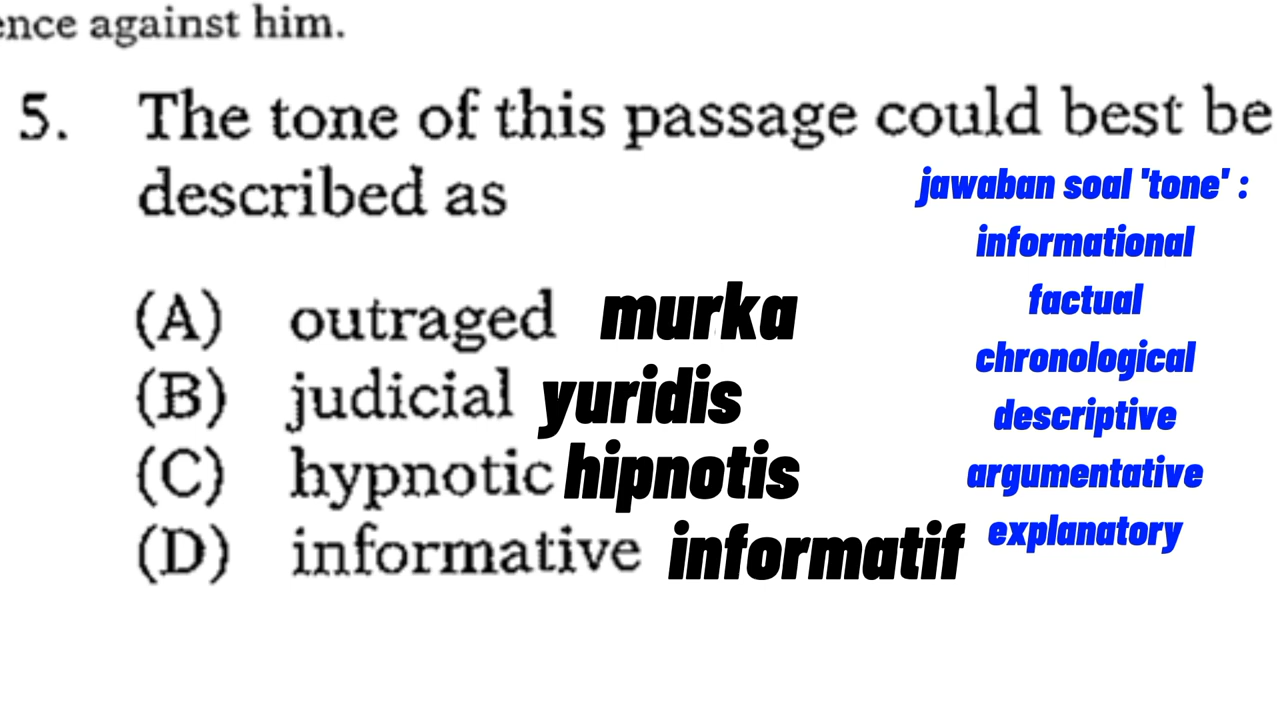 ence against him.
5. The tone of this passage could best be
described as
jawaban soal 'tone' :
informational
factual
chronological
descriptive
argumentative
explanatory
(A) outraged murka
(B) judicial yuridis
(C) hypnotic hipnotis
(D) informative informatif